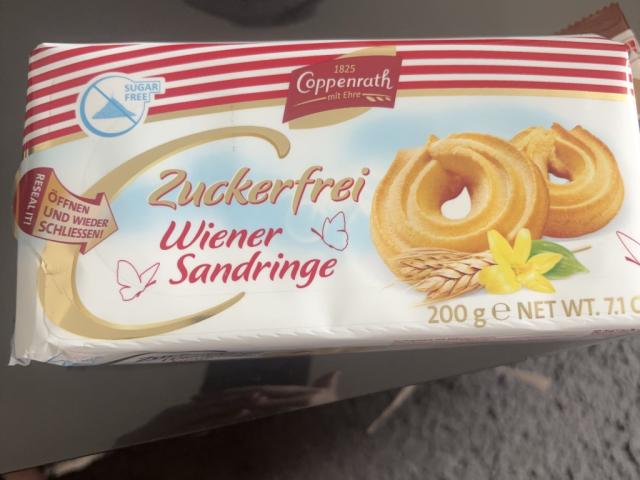 SUGAR
FREE
1825
Coppenrath
mit Ehre
RESEAL IT!
ÖFFNEN
UND WIEDER
SCHLIESSEN!
Zuckerfrei
Wiener
Sandringe
200 g e NET WT. 7.1